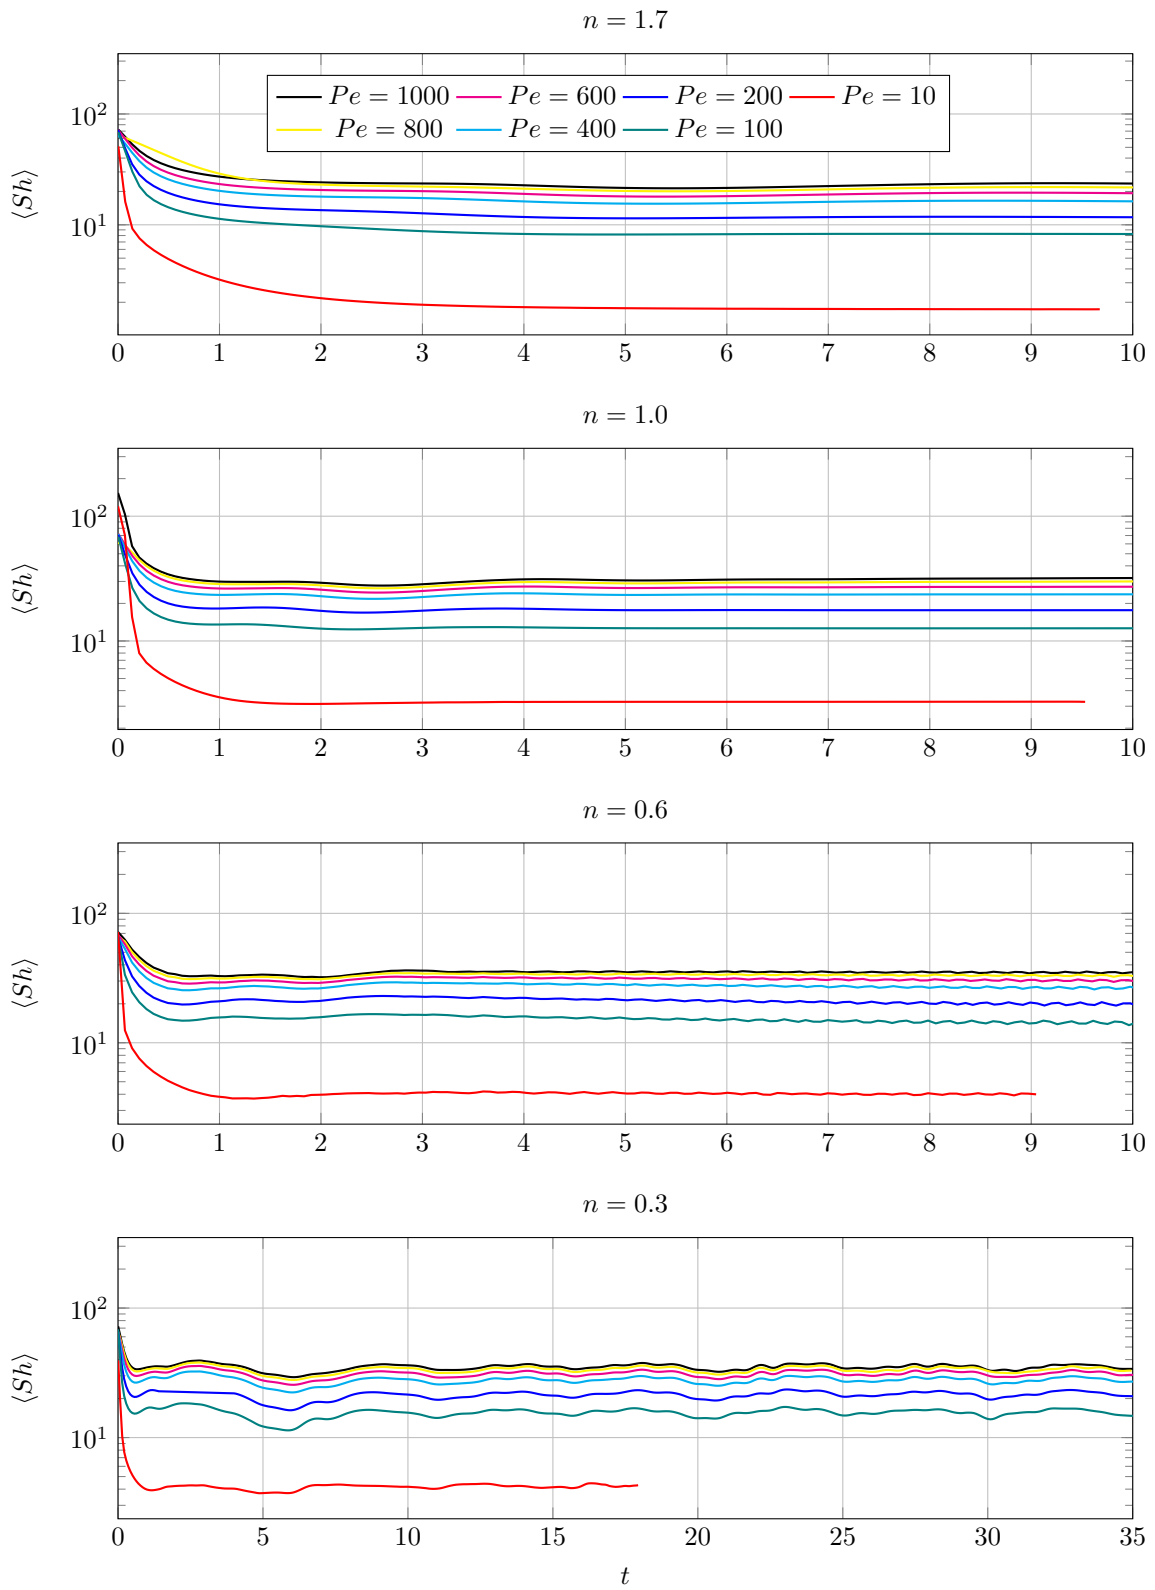 n = 1.7
⟨Sh⟩
10²
10¹
Pe = 1000 Pe = 600 Pe = 200 Pe = 10
Pe = 800 Pe = 400 Pe = 100
0 1 2 3 4 5 6 7 8 9 10
n = 1.0
⟨Sh⟩
10²
10¹
0 1 2 3 4 5 6 7 8 9 10
n = 0.6
⟨Sh⟩
10²
10¹
0 1 2 3 4 5 6 7 8 9 10
n = 0.3
⟨Sh⟩
10²
10¹
0 5 10 15 20 25 30 35
t